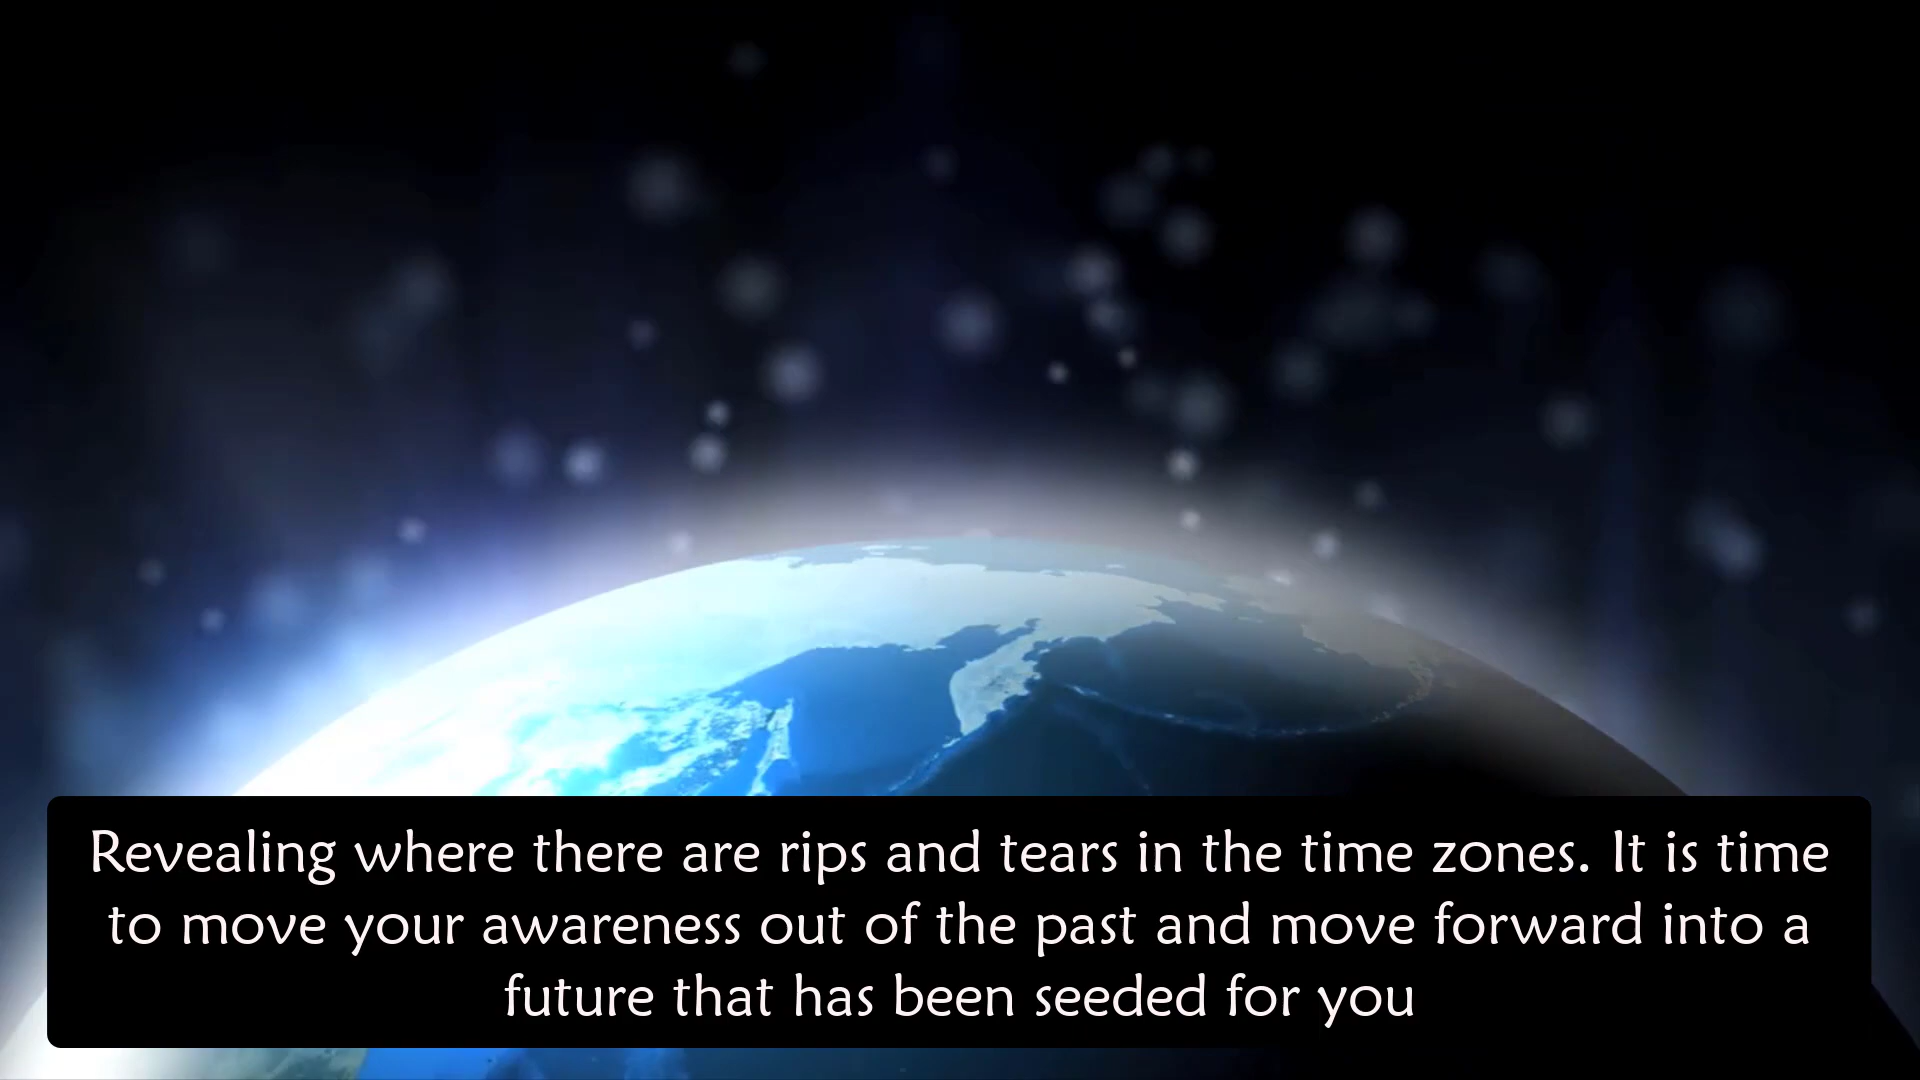 Revealing where there are rips and tears in the time zones. It is time
to move your awareness out of the past and move forward into a
future that has been seeded for you